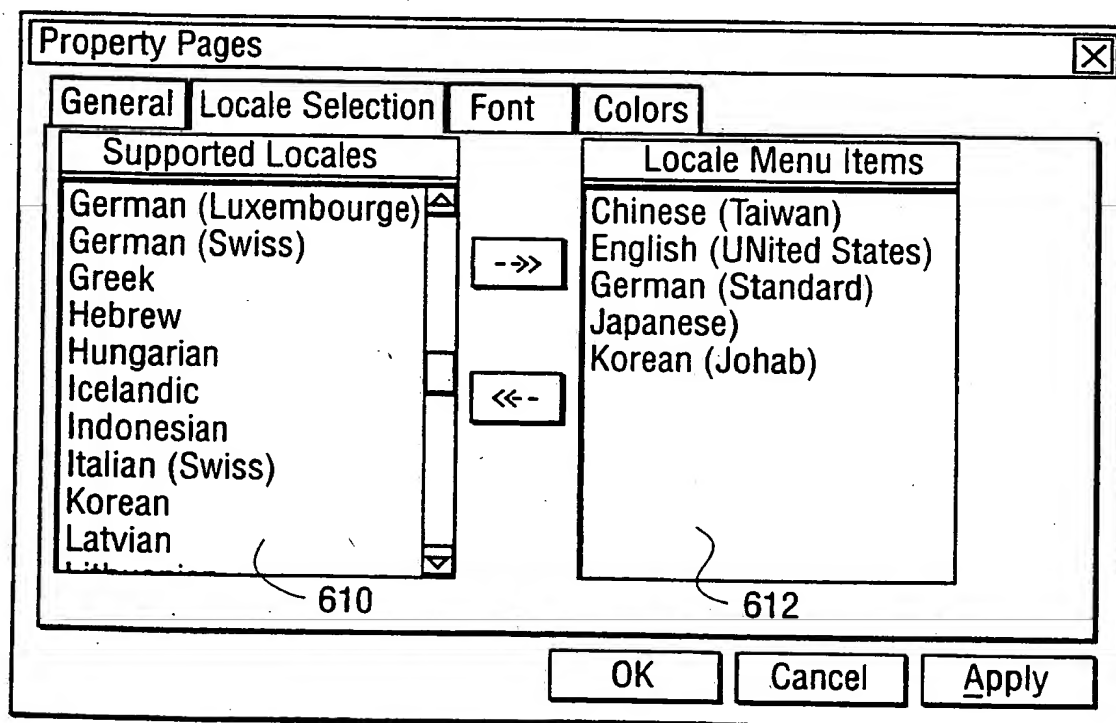 Property Pages
General Locale Selection Font Colors
Supported Locales
German (Luxembourge)
German (Swiss)
Greek
Hebrew
Hungarian
Icelandic
Indonesian
Italian (Swiss)
Korean
Latvian
610
Locale Menu Items
Chinese (Taiwan)
English (UNited States)
German (Standard)
Japanese)
Korean (Johab)
612
OK Cancel Apply